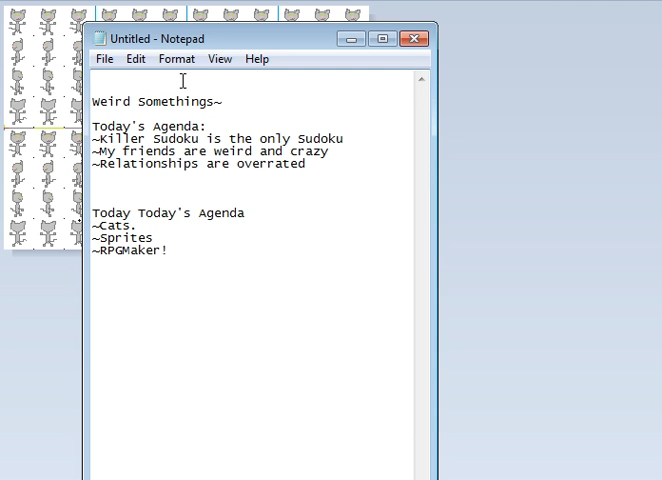 Untitled - Notepad
File Edit Format View Help
Weird Somethings~
Today's Agenda:
~Killer Sudoku is the only Sudoku
~My friends are weird and crazy
~Relationships are overrated
Today Today's Agenda
~Cats.
~Sprites
~RPGMaker!